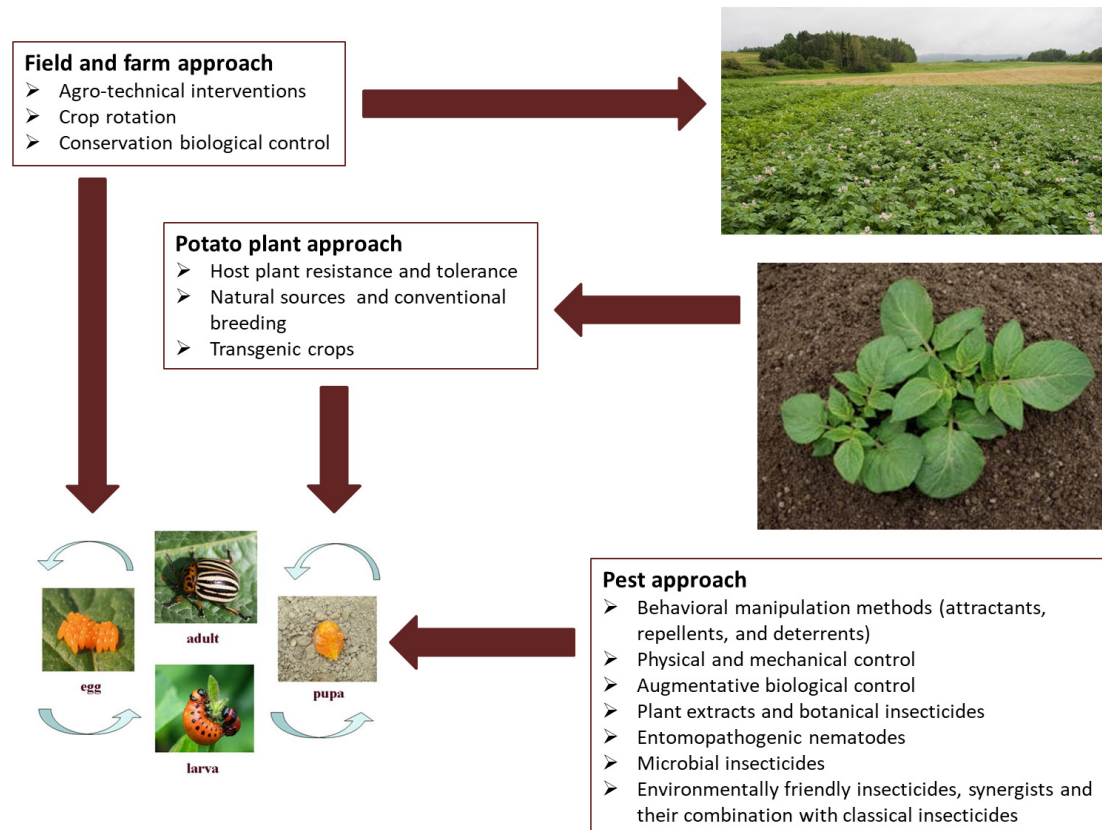 Field and farm approach
➢ Agro-technical interventions
➢ Crop rotation
➢ Conservation biological control
Potato plant approach
➢ Host plant resistance and tolerance
➢ Natural sources and conventional
breeding
➢ Transgenic crops
adult
egg
pupa
larva
Pest approach
➢ Behavioral manipulation methods (attractants,
repellents, and deterrents)
➢ Physical and mechanical control
➢ Augmentative biological control
➢ Plant extracts and botanical insecticides
➢ Entomopathogenic nematodes
➢ Microbial insecticides
➢ Environmentally friendly insecticides, synergists and
their combination with classical insecticides